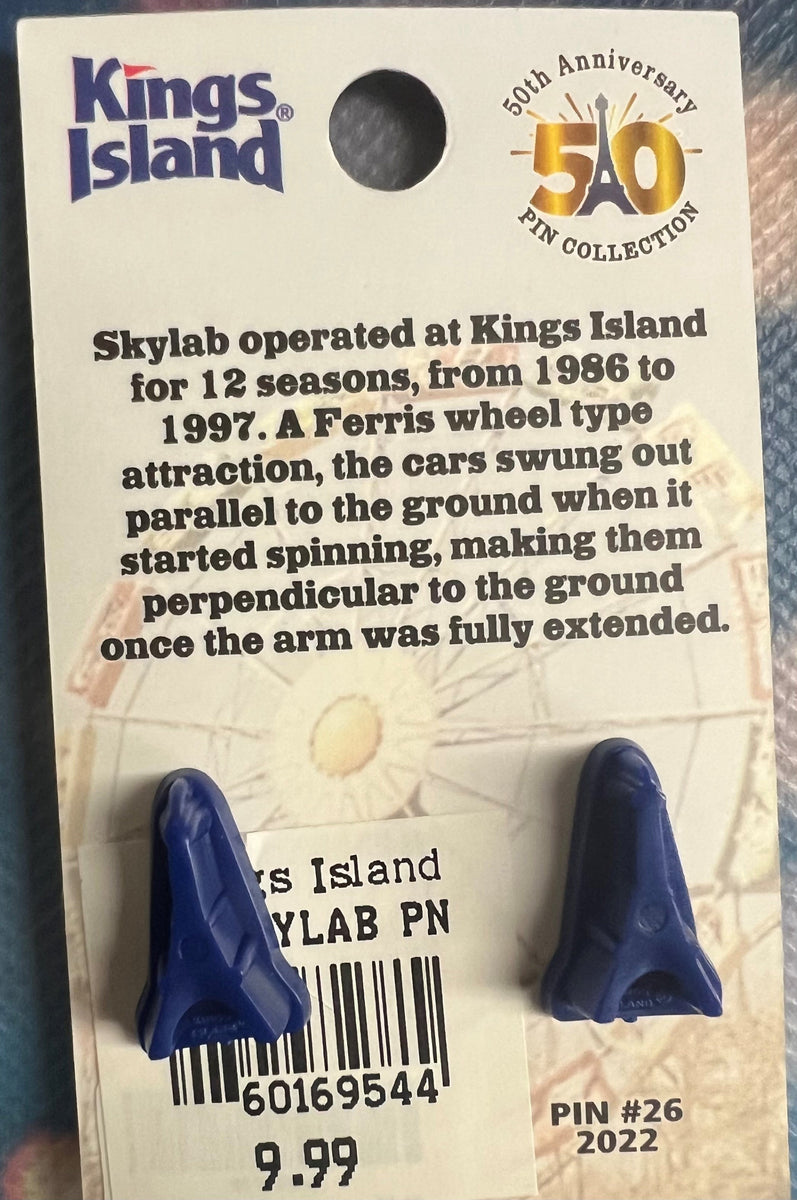 Kings
Island®
50th Anniversary
50
PIN COLLECTION
Skylab operated at Kings Island
for 12 seasons, from 1986 to
1997. A Ferris wheel type
attraction, the cars swung out
parallel to the ground when it
started spinning, making them
perpendicular to the ground
once the arm was fully extended.
gs Island
YLAB PN
60169544
9.99
PIN #26
2022